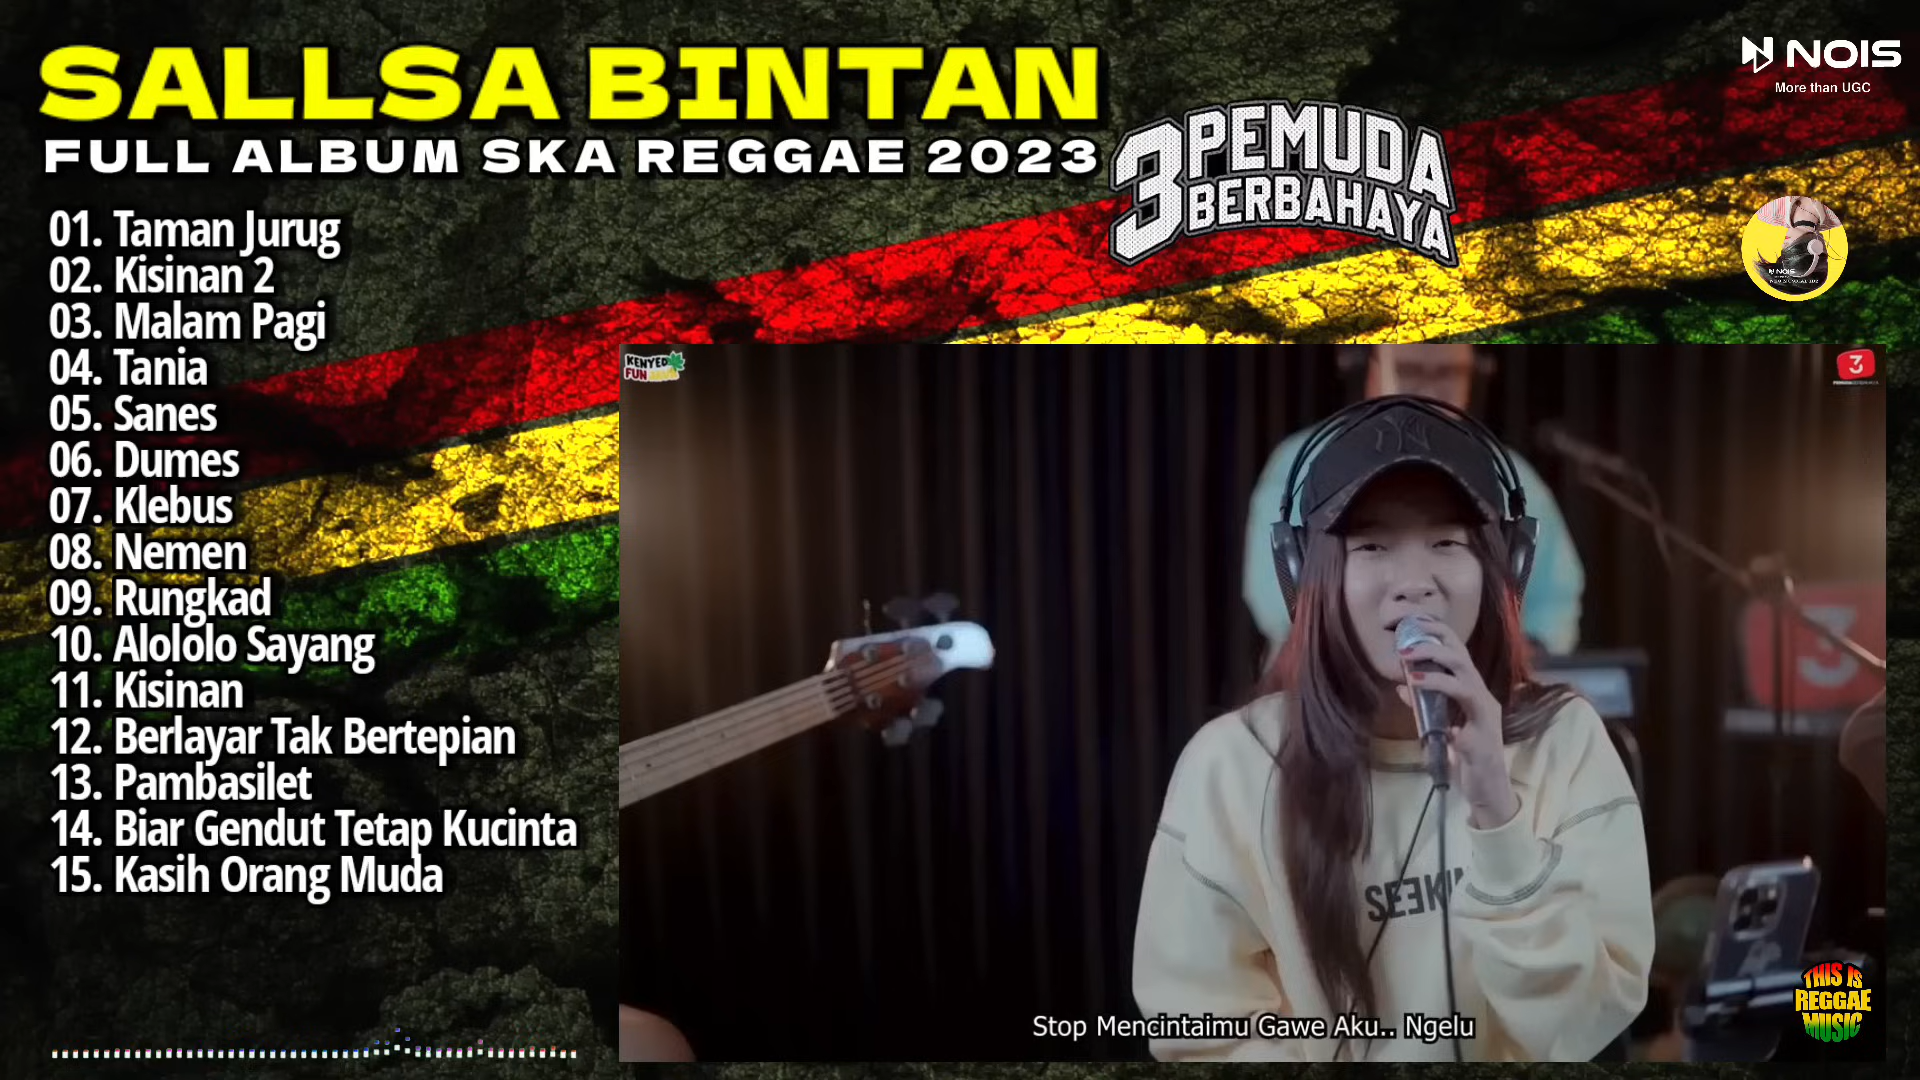 SALLSA BINTAN
FULL ALBUM SKA REGGAE 2023
3 PEMUDA
BERBAHAYA
NOIS
More than UGC
NOIS
01. Taman Jurug
02. Kisinan 2
03. Malam Pagi
04. Tania
05. Sanes
06. Dumes
07. Klebus
08. Nemen
09. Rungkad
10. Alololo Sayang
11. Kisinan
12. Berlayar Tak Bertepian
13. Pambasilet
14. Biar Gendut Tetap Kucinta
15. Kasih Orang Muda
KENYED
FUN
3
NY
3
Stop Mencintaimu Gawe Aku.. Ngelu
THIS IS
REGGAE
MUSIC